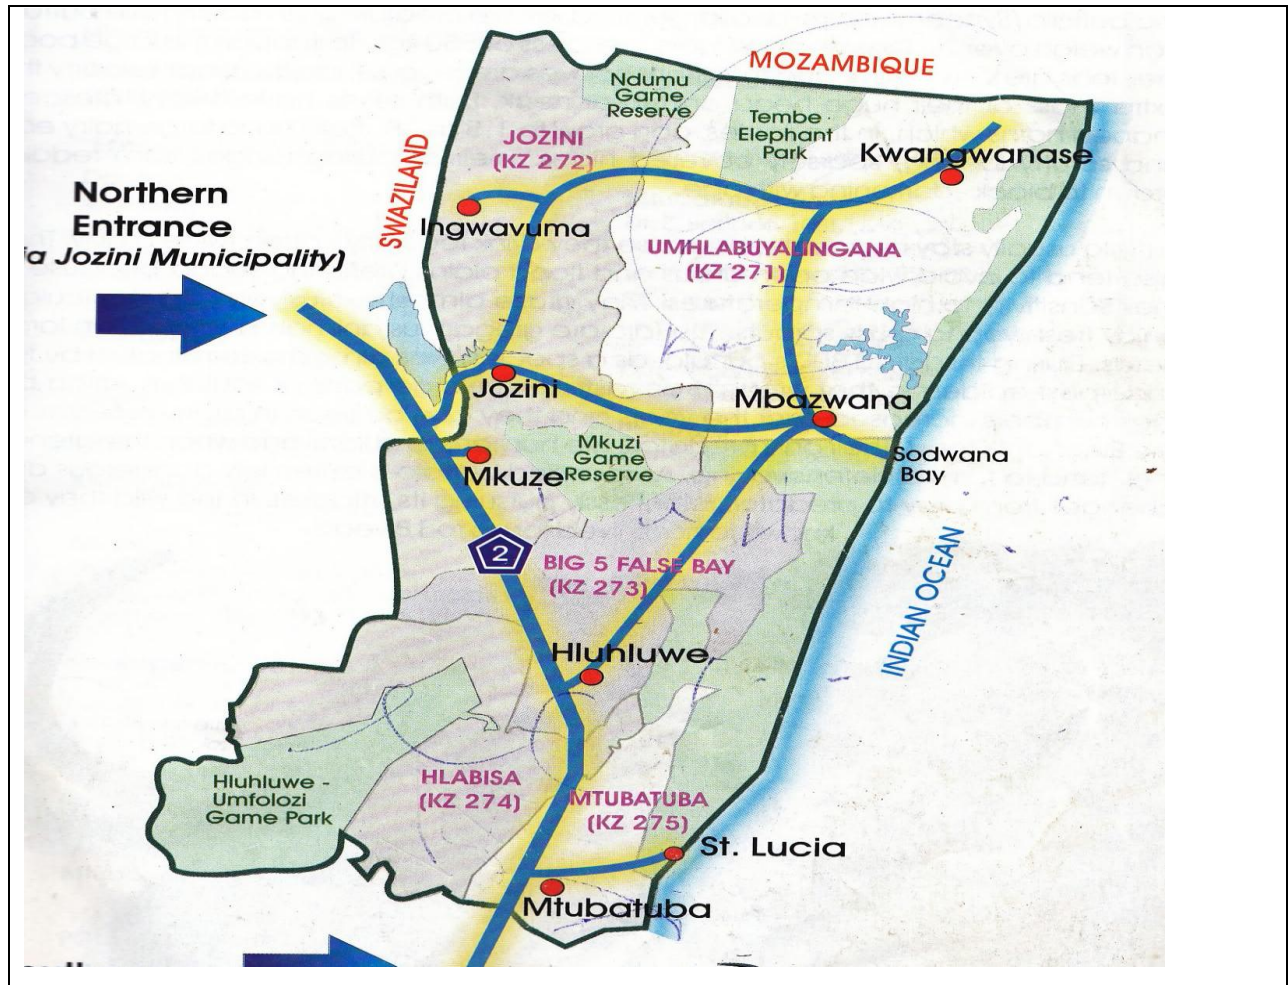 MOZAMBIQUE
Ndumu
Game
Reserve
Tembe
Elephant
Park
JOZINI
(KZ 272)
Kwangwanase
SWAZILAND
Northern
Entrance
a Jozini Municipality)
Ingwavuma
UMHLABUYALINGANA
(KZ 271)
Jozini
Mbazwana
Mkuzi
Game
Reserve
Sodwana
Bay
Mkuze
2
BIG 5 FALSE BAY
(KZ 273)
INDIAN OCEAN
Hluhluwe
HLABISA
(KZ 274)
Hluhluwe -
Umfolozi
Game Park
MTUBATUBA
(KZ 275)
St. Lucia
Mtubatuba